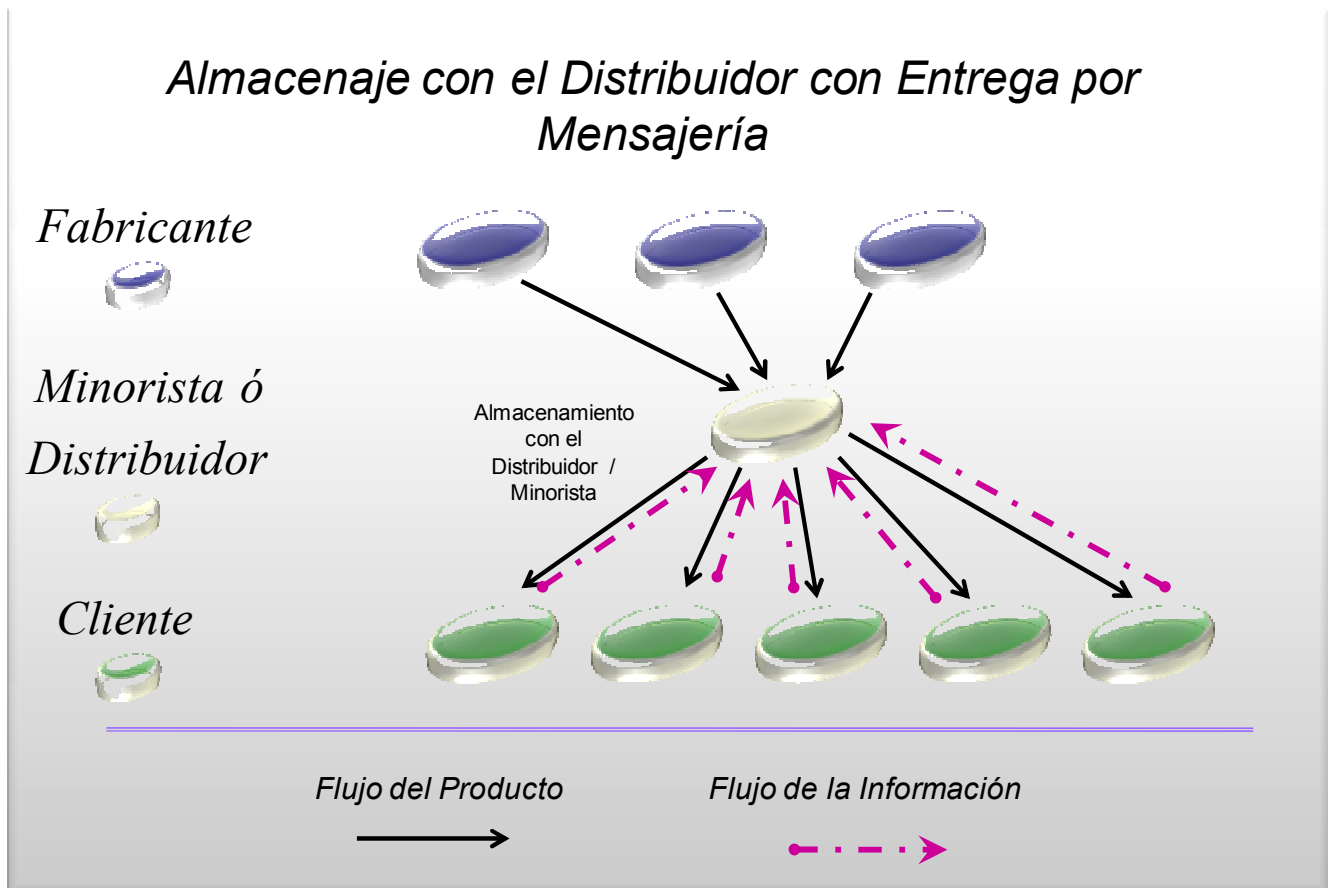 Almacenaje con el Distribuidor con Entrega por
Mensajería
Fabricante
Minorista ó
Distribuidor
Almacenamiento
con el
Distribuidor /
Minorista
Cliente
Flujo del Producto
Flujo de la Información